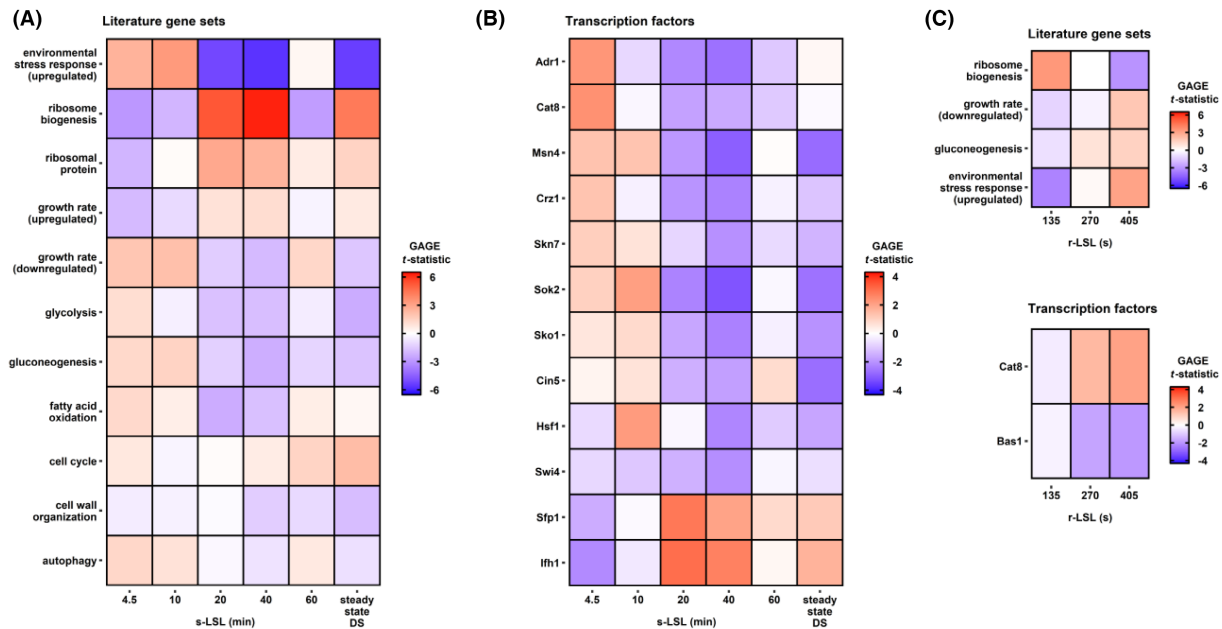 (A)
Literature gene sets
environmental
stress response
(upregulated)
ribosome
biogenesis
ribosomal
protein
growth rate
(upregulated)
growth rate
(downregulated)
glycolysis
gluconeogenesis
fatty acid
oxidation
cell cycle
cell wall
organization
autophagy
4.5 10 20 40 60 steady
state
DS
s-LSL (min)
GAGE
t-statistic
6
3
0
-3
-6
(B)
Transcription factors
Adr1
Cat8
Msn4
Crz1
Skn7
Sok2
Sko1
Cin5
Hsf1
Swi4
Sfp1
Ifh1
4.5 10 20 40 60 steady
state
DS
s-LSL (min)
GAGE
t-statistic
4
2
0
-2
-4
(C)
Literature gene sets
ribosome
biogenesis
growth rate
(downregulated)
gluconeogenesis
environmental
stress response
(upregulated)
135 270 405
r-LSL (s)
GAGE
t-statistic
6
3
0
-3
-6
Transcription factors
Cat8
Bas1
135 270 405
r-LSL (s)
GAGE
t-statistic
4
2
0
-2
-4